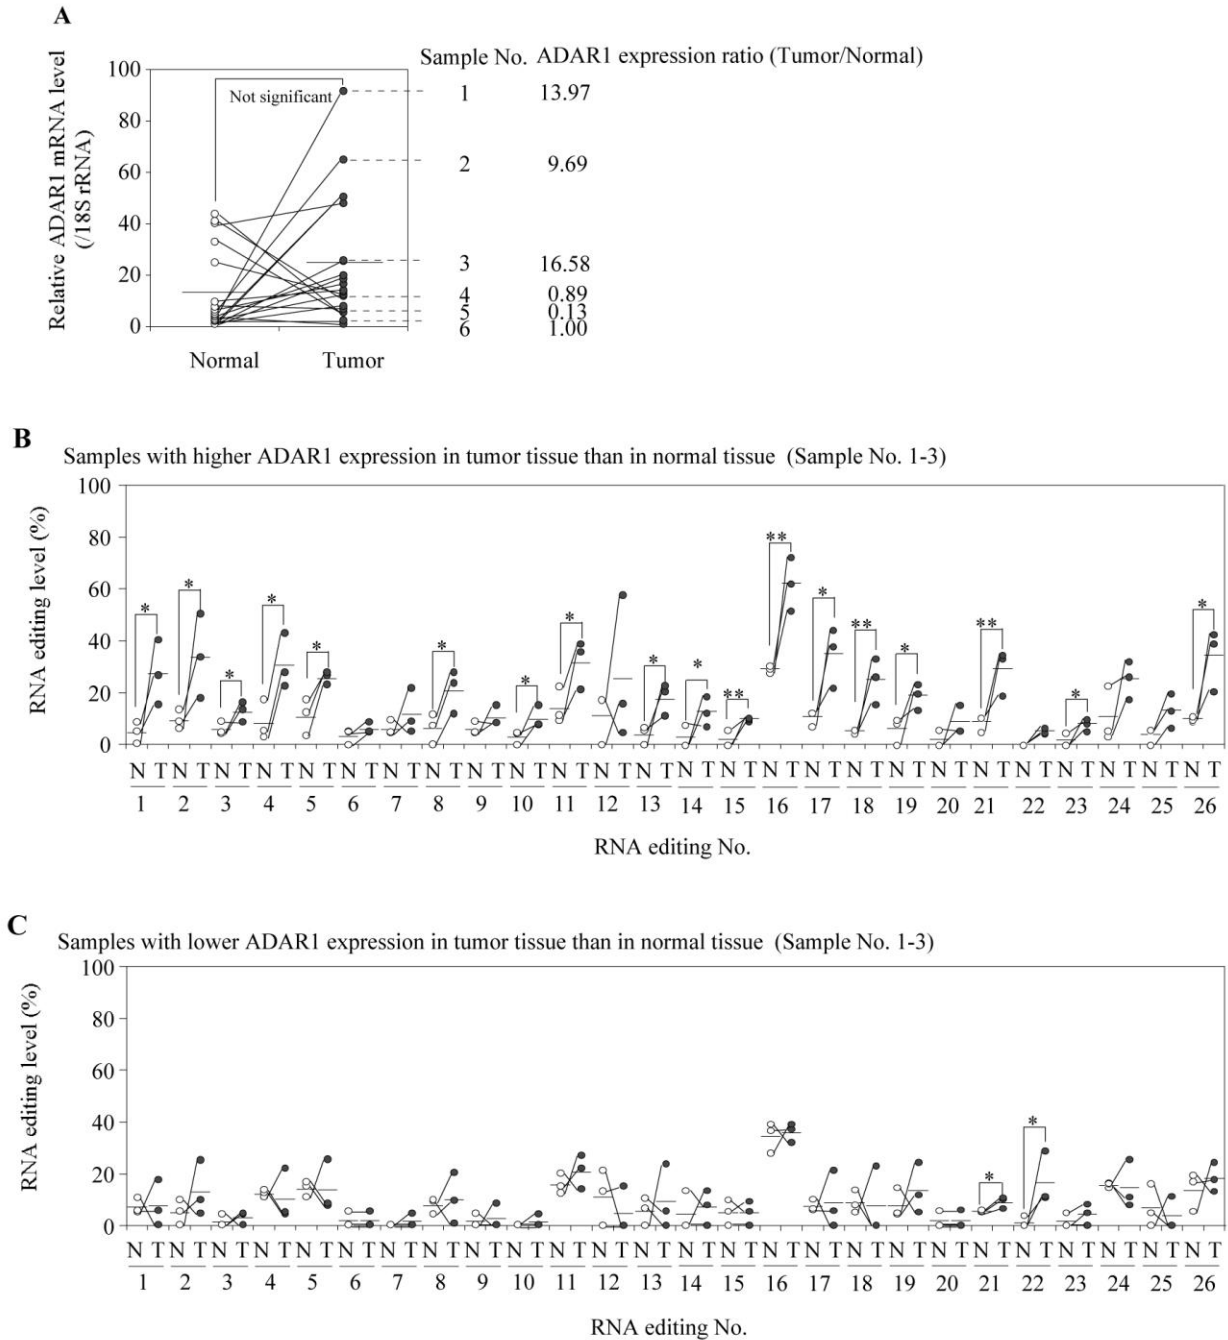 A
Sample No. ADAR1 expression ratio (Tumor/Normal)
Relative ADAR1 mRNA level
(/18S rRNA)
100
80
60
40
20
0
Not significant
1 13.97
2 9.69
3 16.58
4 0.89
5 0.13
6 1.00
Normal Tumor
B
Samples with higher ADAR1 expression in tumor tissue than in normal tissue (Sample No. 1-3)
RNA editing level (%)
100
80
60
40
20
0
* * * * * * * * * * ** ** * ** * ** * *
N T N T N T N T N T N T N T N T N T N T N T N T N T N T N T N T N T N T N T N T N T N T N T N T N T N T
1 2 3 4 5 6 7 8 9 10 11 12 13 14 15 16 17 18 19 20 21 22 23 24 25 26
RNA editing No.
C
Samples with lower ADAR1 expression in tumor tissue than in normal tissue (Sample No. 1-3)
RNA editing level (%)
100
80
60
40
20
0
* *
N T N T N T N T N T N T N T N T N T N T N T N T N T N T N T N T N T N T N T N T N T N T N T N T N T N T
1 2 3 4 5 6 7 8 9 10 11 12 13 14 15 16 17 18 19 20 21 22 23 24 25 26
RNA editing No.